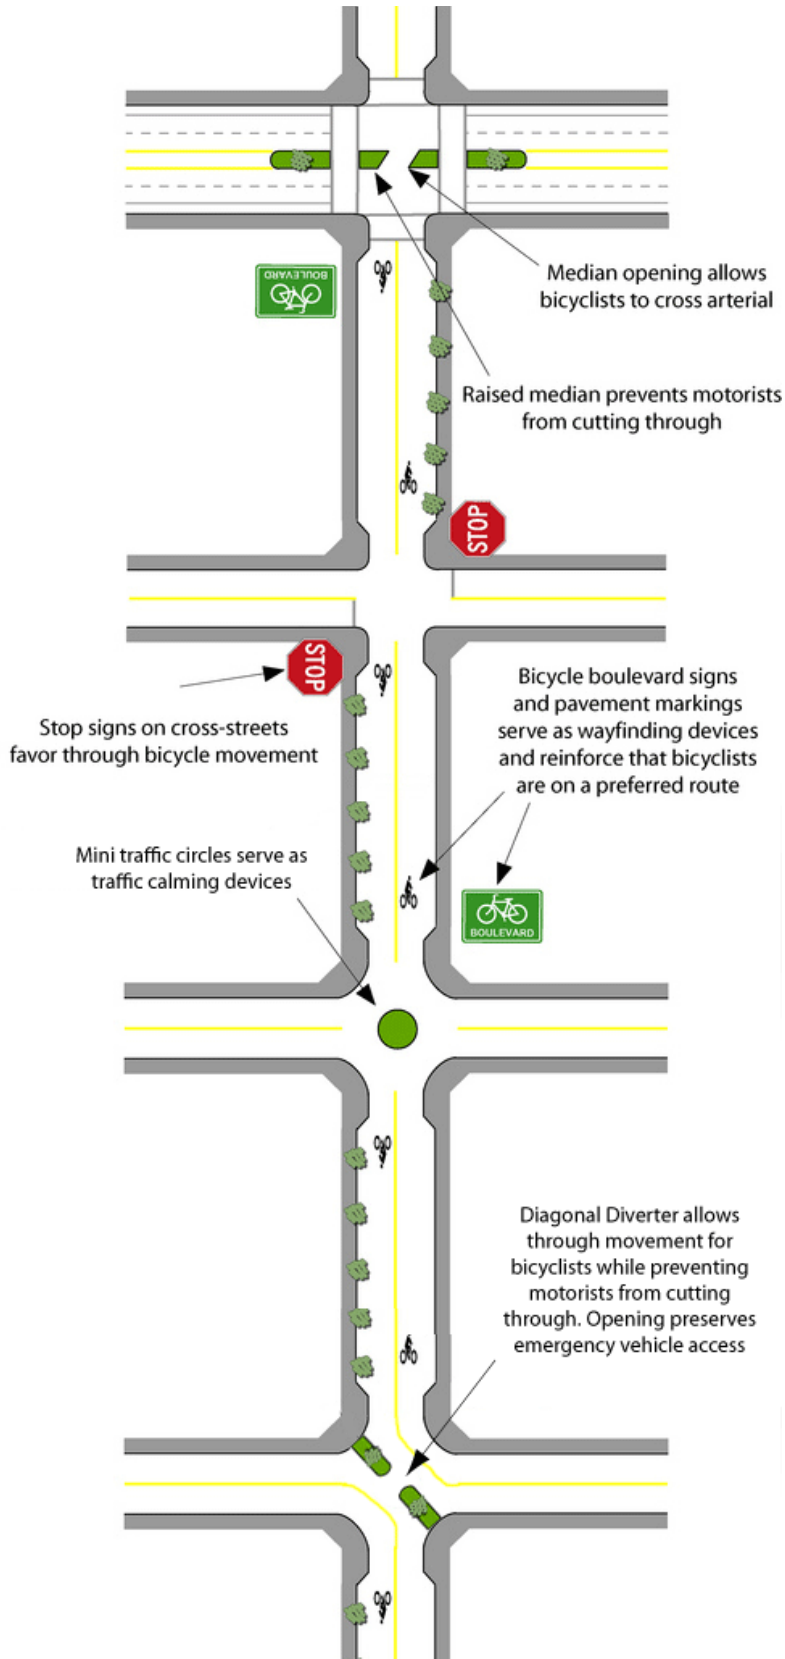 BOULEVARD
Median opening allows
bicyclists to cross arterial
Raised median prevents motorists
from cutting through
STOP
STOP
Stop signs on cross-streets
favor through bicycle movement
Bicycle boulevard signs
and pavement markings
serve as wayfinding devices
and reinforce that bicyclists
are on a preferred route
Mini traffic circles serve as
traffic calming devices
BOULEVARD
Diagonal Diverter allows
through movement for
bicyclists while preventing
motorists from cutting
through. Opening preserves
emergency vehicle access